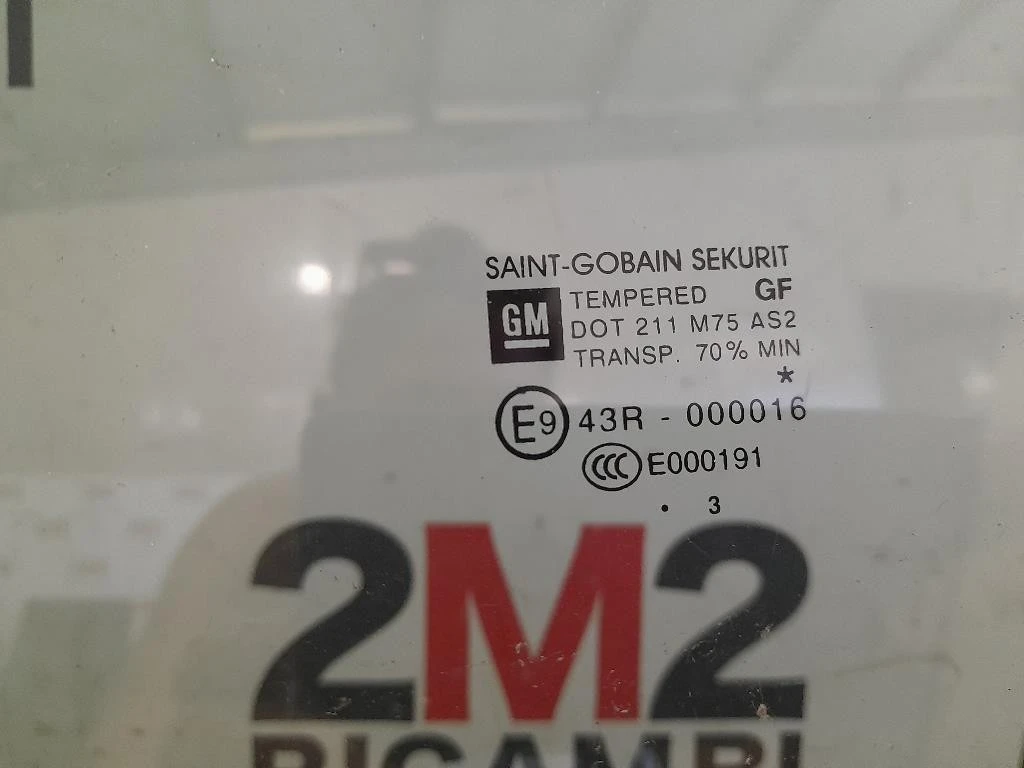 SAINT-GOBAIN SEKURIT
GM TEMPERED GF
DOT 211 M75 AS2
TRANSP. 70% MIN
*
E9 43R - 000016
CCC E000191
. 3
2M2
RICAMBI